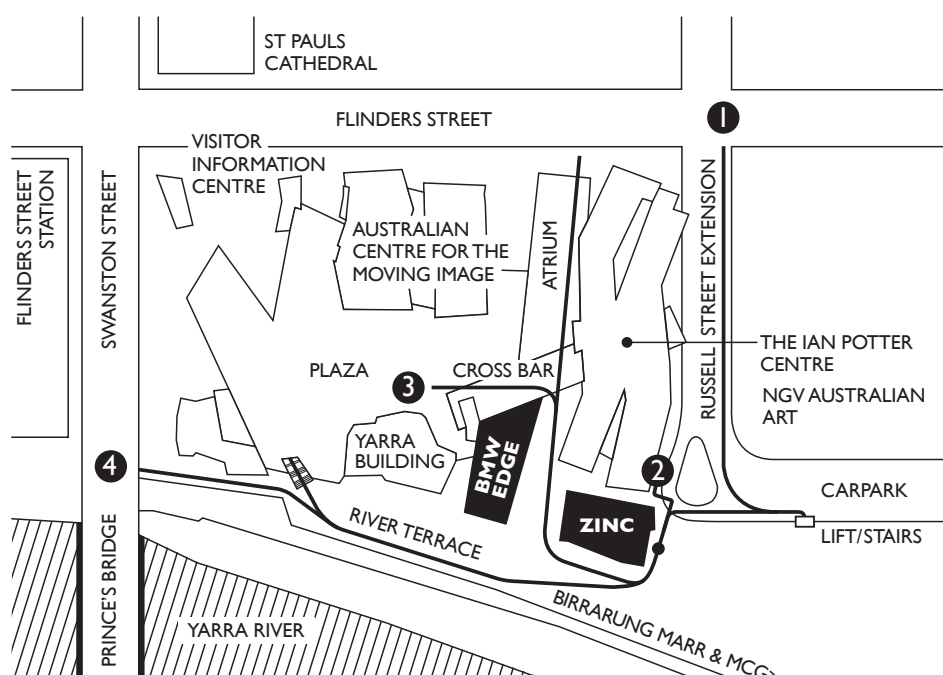 ST PAULS
CATHEDRAL
FLINDERS STREET
1
VISITOR
INFORMATION
CENTRE
FLINDERS STREET
STATION
SWANSTON STREET
AUSTRALIAN
CENTRE FOR THE
MOVING IMAGE
ATRIUM
RUSSELL STREET EXTENSION
THE IAN POTTER
CENTRE
NGV AUSTRALIAN
ART
PLAZA
3
CROSS BAR
YARRA
BUILDING
BMW
EDGE
2
4
CARPARK
ZINC
LIFT/STAIRS
RIVER TERRACE
PRINCE'S BRIDGE
YARRA RIVER
BIRRARUNG MARR &